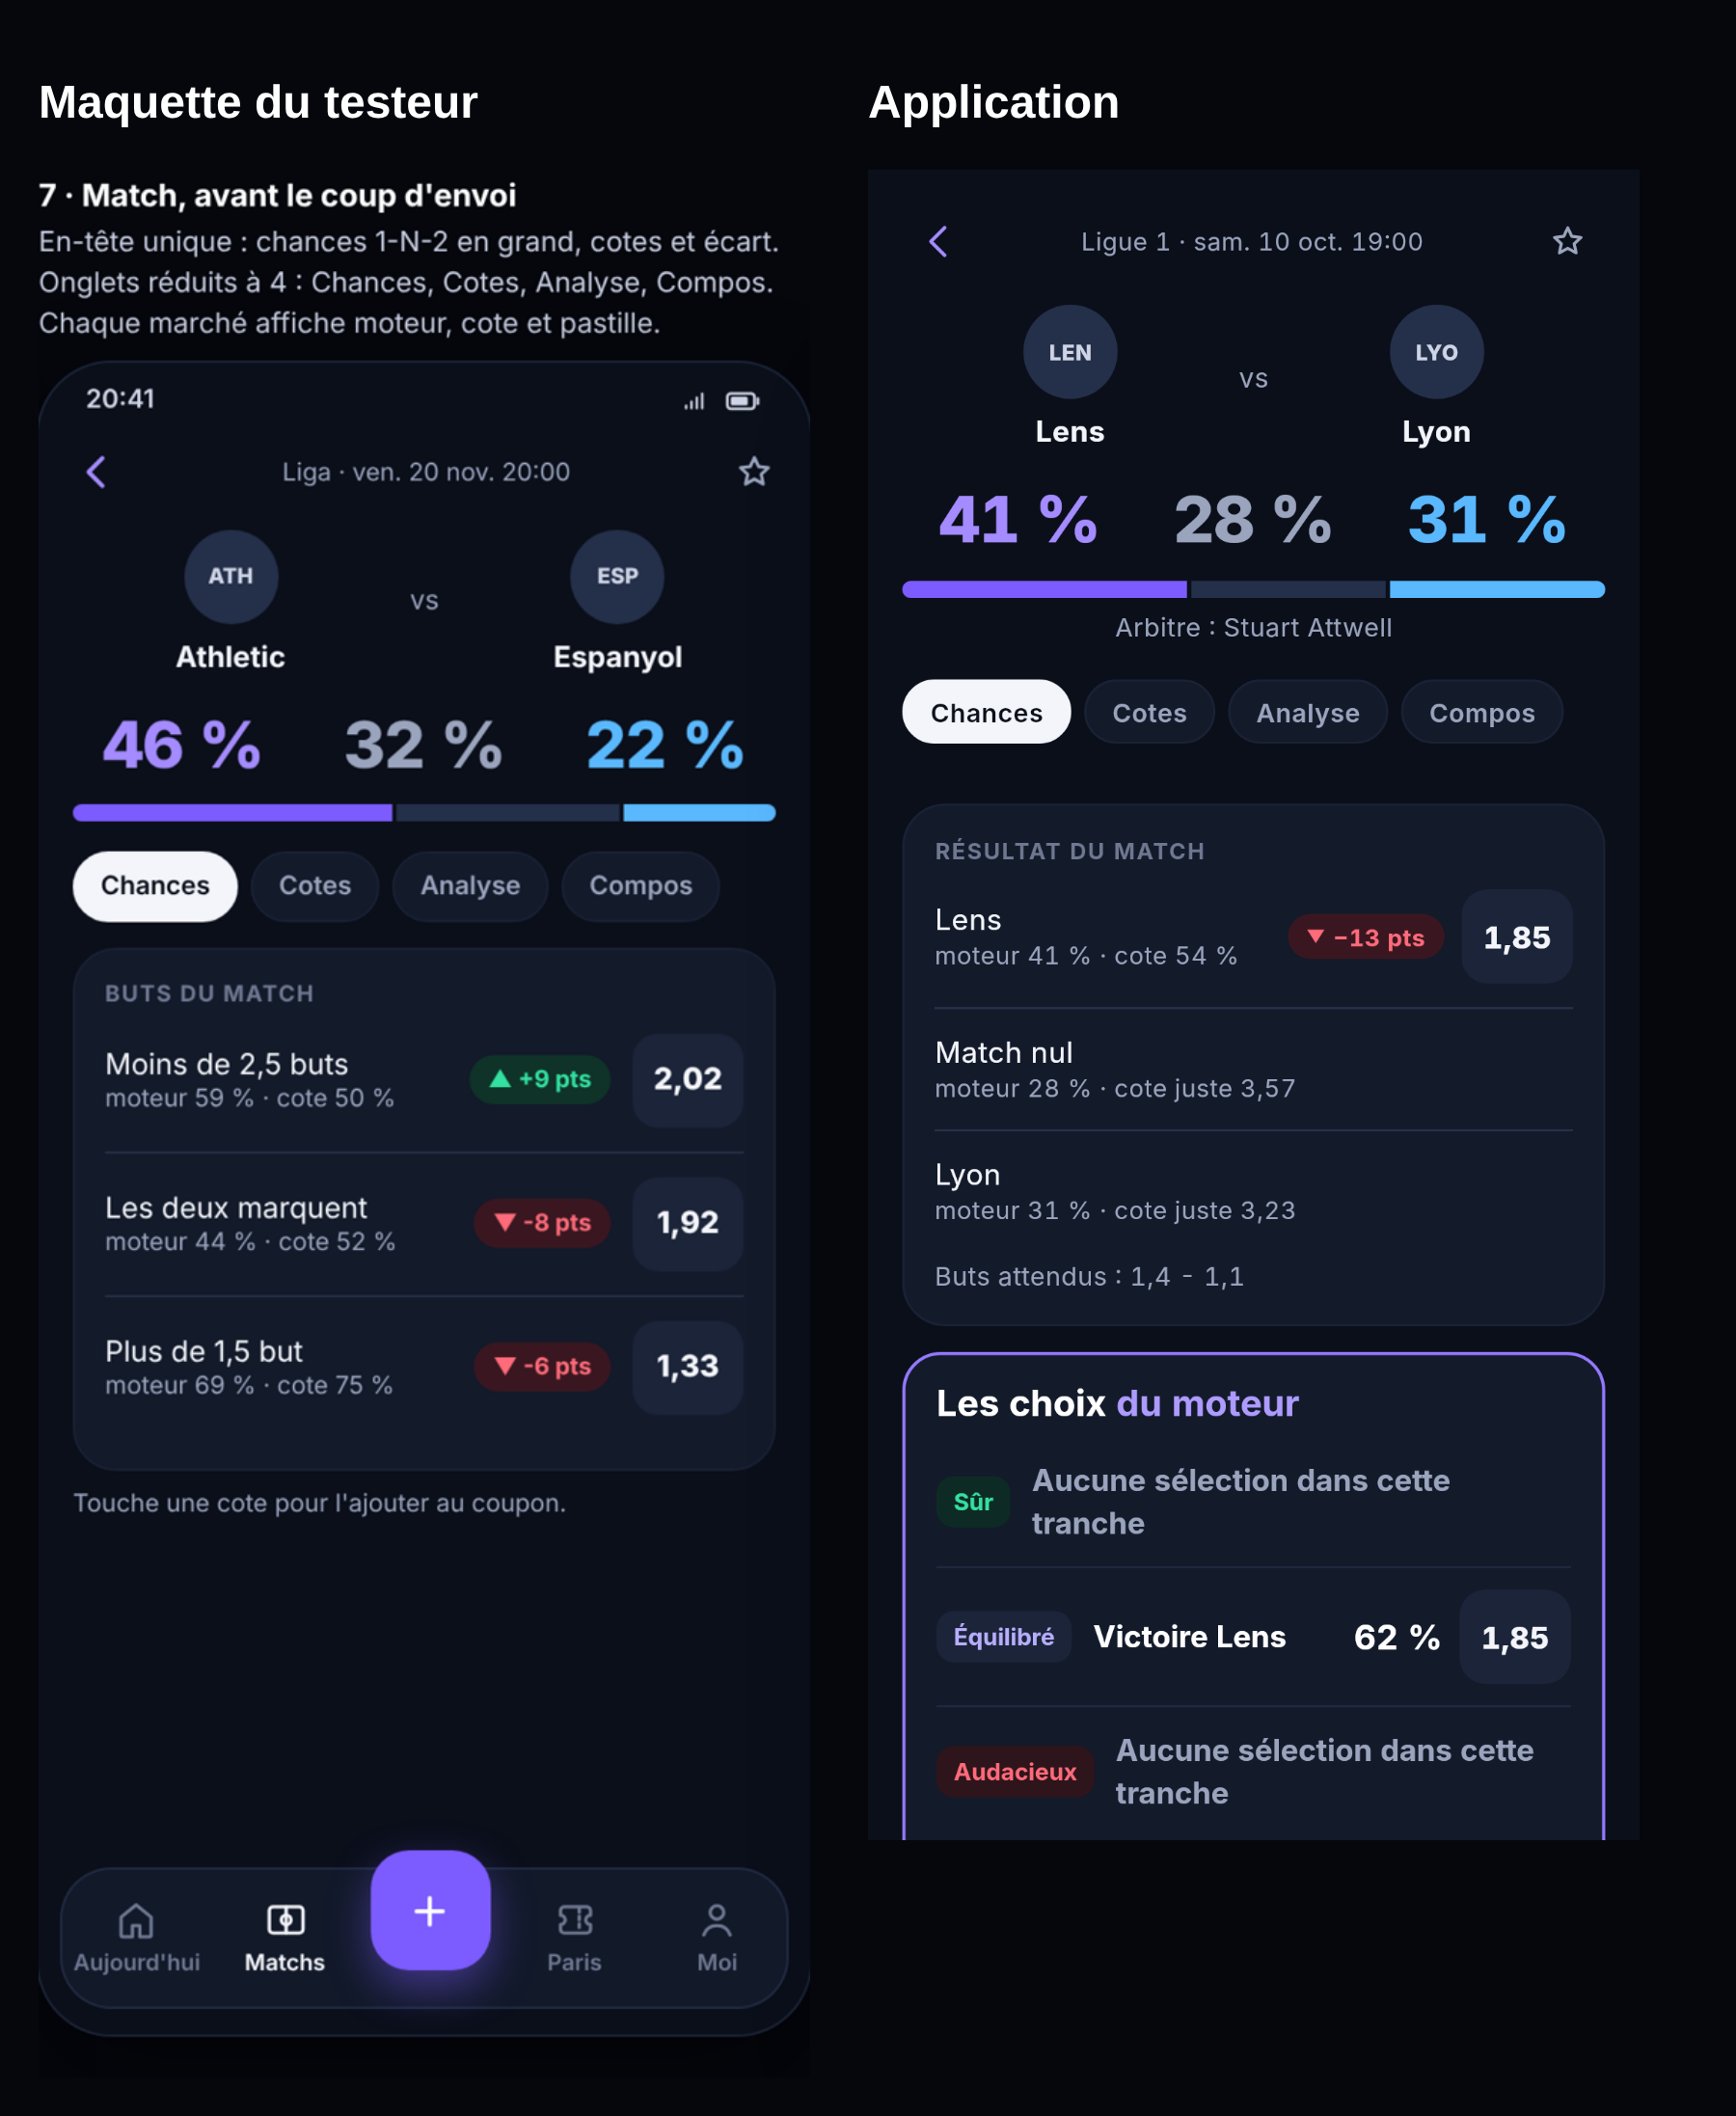 Maquette du testeur
7 · Match, avant le coup d'envoi
En-tête unique : chances 1-N-2 en grand, cotes et écart.
Onglets réduits à 4 : Chances, Cotes, Analyse, Compos.
Chaque marché affiche moteur, cote et pastille.
20:41
Liga · ven. 20 nov. 20:00
ATH
vs
ESP
Athletic
Espanyol
46 %
32 %
22 %
Chances
Cotes
Analyse
Compos
BUTS DU MATCH
Moins de 2,5 buts
moteur 59 % · cote 50 %
▲ +9 pts
2,02
Les deux marquent
moteur 44 % · cote 52 %
▼ -8 pts
1,92
Plus de 1,5 but
moteur 69 % · cote 75 %
▼ -6 pts
1,33
Touche une cote pour l'ajouter au coupon.
Aujourd'hui
Matchs
+
Paris
Moi
Application
Ligue 1 · sam. 10 oct. 19:00
LEN
vs
LYO
Lens
Lyon
41 %
28 %
31 %
Arbitre : Stuart Attwell
Chances
Cotes
Analyse
Compos
RÉSULTAT DU MATCH
Lens
moteur 41 % · cote 54 %
▼ −13 pts
1,85
Match nul
moteur 28 % · cote juste 3,57
Lyon
moteur 31 % · cote juste 3,23
Buts attendus : 1,4 - 1,1
Les choix du moteur
Sûr
Aucune sélection dans cette
tranche
Équilibré
Victoire Lens
62 %
1,85
Audacieux
Aucune sélection dans cette
tranche